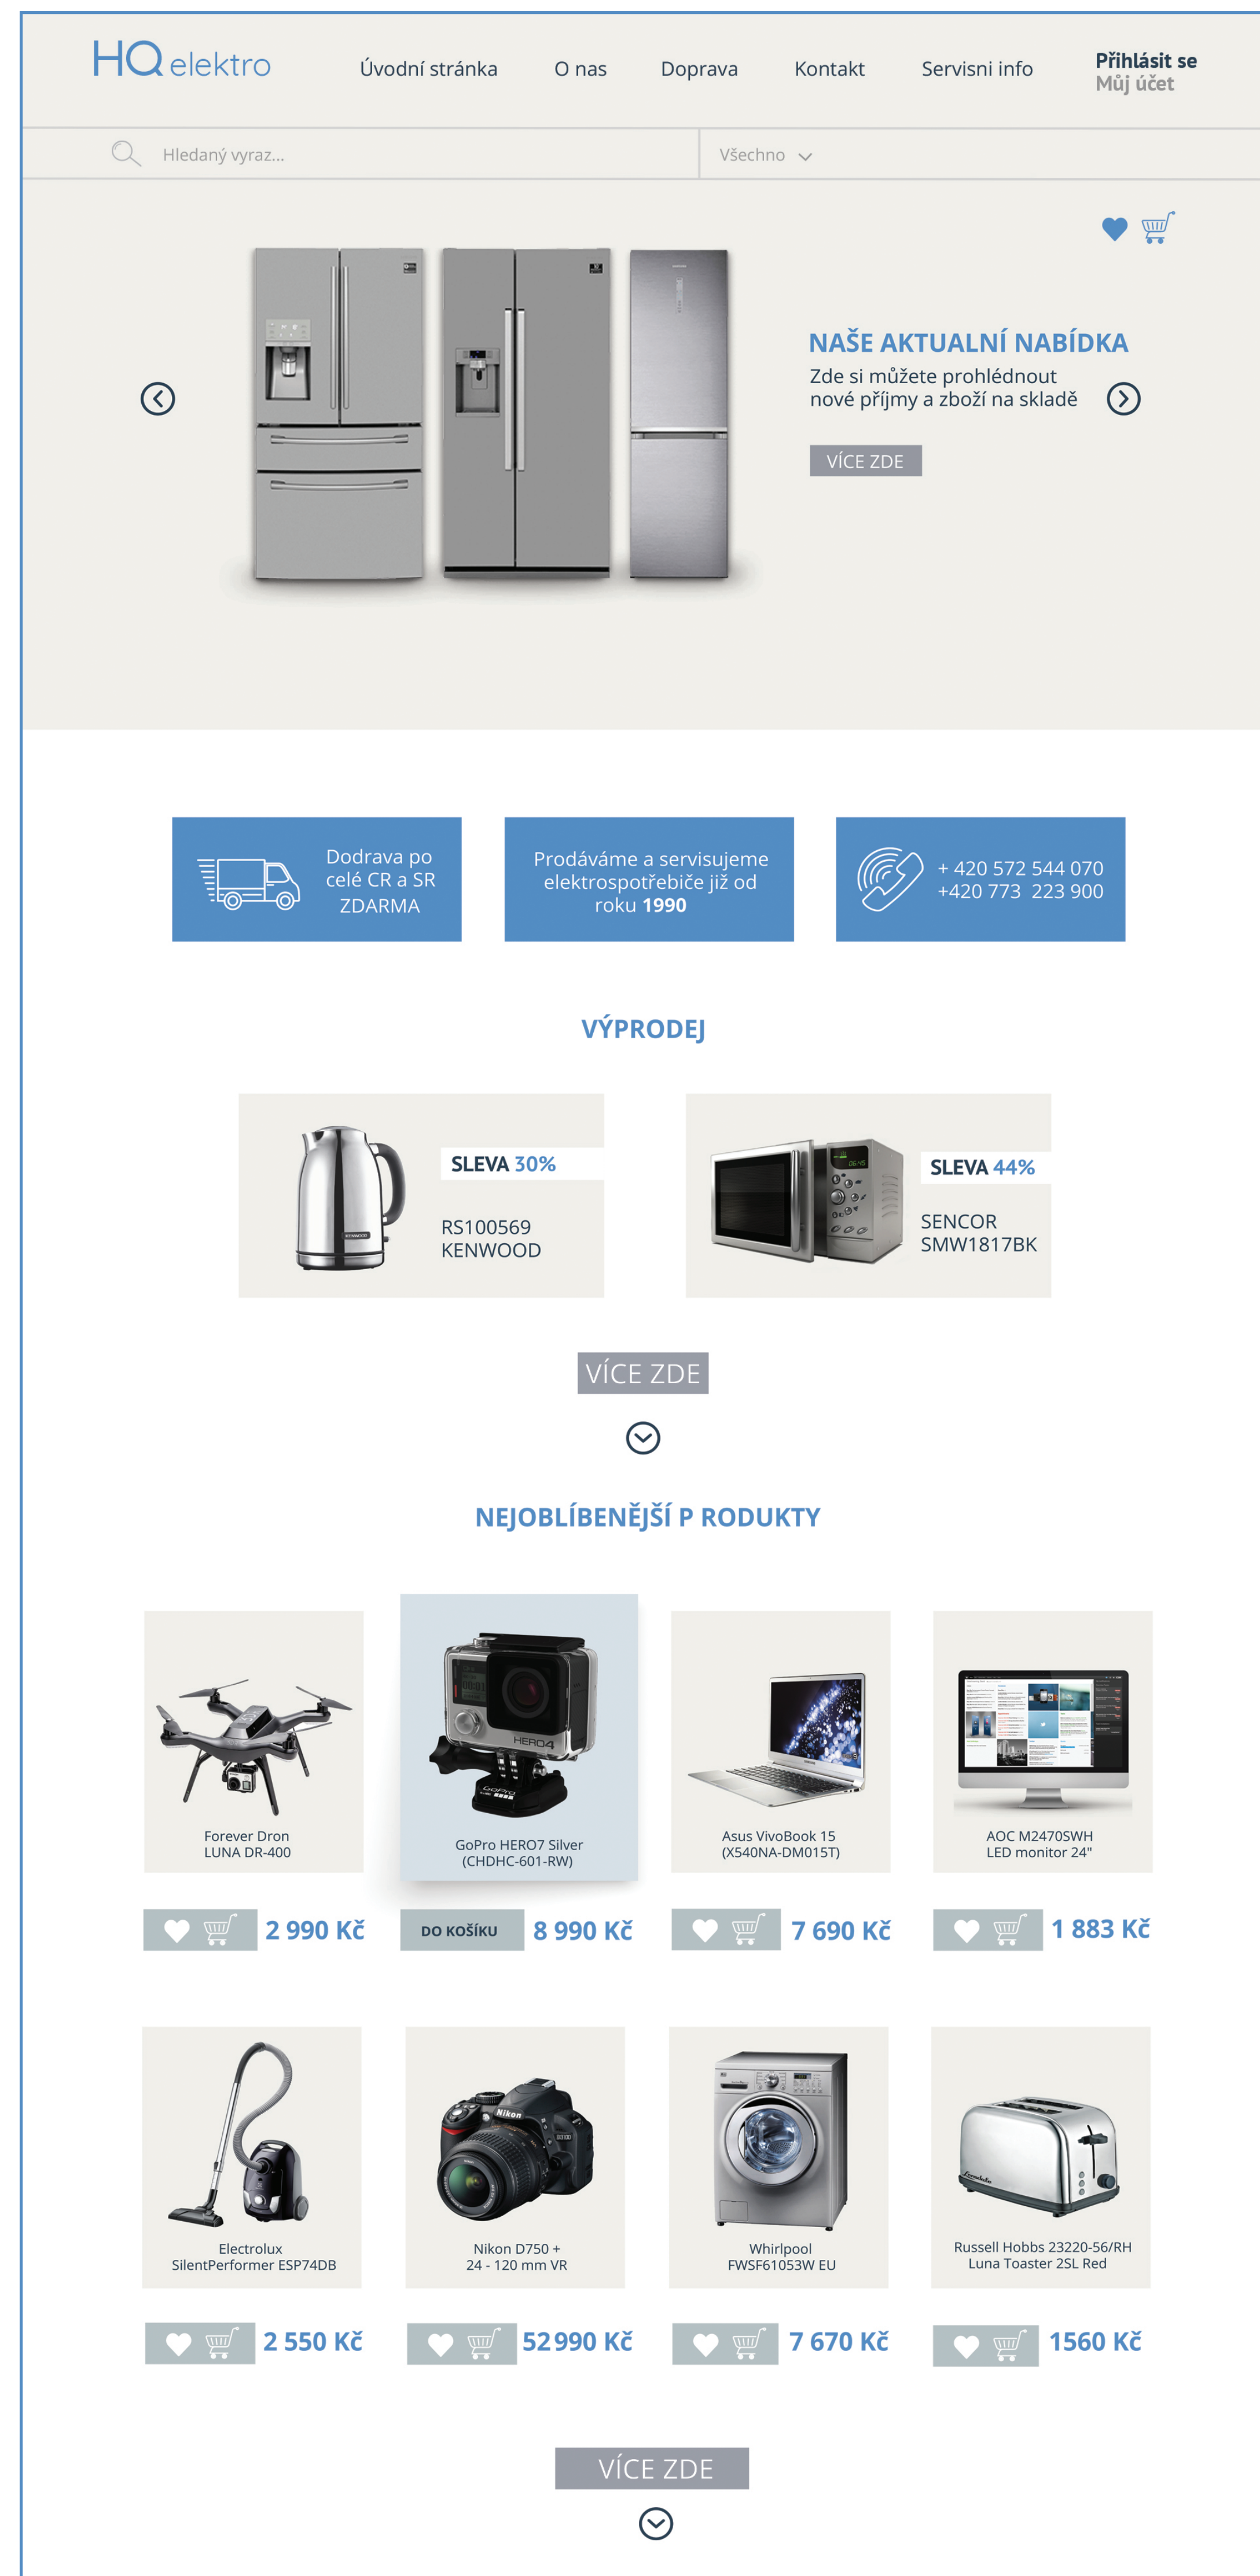 HQ elektro
Úvodní stránka
O nas
Doprava
Kontakt
Servisni info
Přihlásit se
Můj účet
Hledaný vyraz...
Všechno
NAŠE AKTUALNÍ NABÍDKA
Zde si můžete prohlédnout
nové příjmy a zboží na skladě
VÍCE ZDE
Dodrava po
celé CR a SR
ZDARMA
Prodáváme a servisujeme
elektrospotřebiče již od
roku 1990
+ 420 572 544 070
+420 773 223 900
VÝPRODEJ
KENWOOD
SLEVA 30%
RS100569
KENWOOD
06:45
SLEVA 44%
SENCOR
SMW1817BK
VÍCE ZDE
NEJOBLÍBENĚJŠÍ P RODUKTY
Forever Dron
LUNA DR-400
HERO4
GoPro
GoPro HERO7 Silver
(CHDHC-601-RW)
Asus VivoBook 15
(X540NA-DM015T)
AOC M2470SWH
LED monitor 24"
2 990 Kč
DO KOŠÍKU
8 990 Kč
7 690 Kč
1 883 Kč
Electrolux
SilentPerformer ESP74DB
Nikon
D3100
Nikon D750 +
24 - 120 mm VR
Whirlpool
FWSF61053W EU
Russell Hobbs 23220-56/RH
Luna Toaster 2SL Red
2 550 Kč
52 990 Kč
7 670 Kč
1560 Kč
VÍCE ZDE